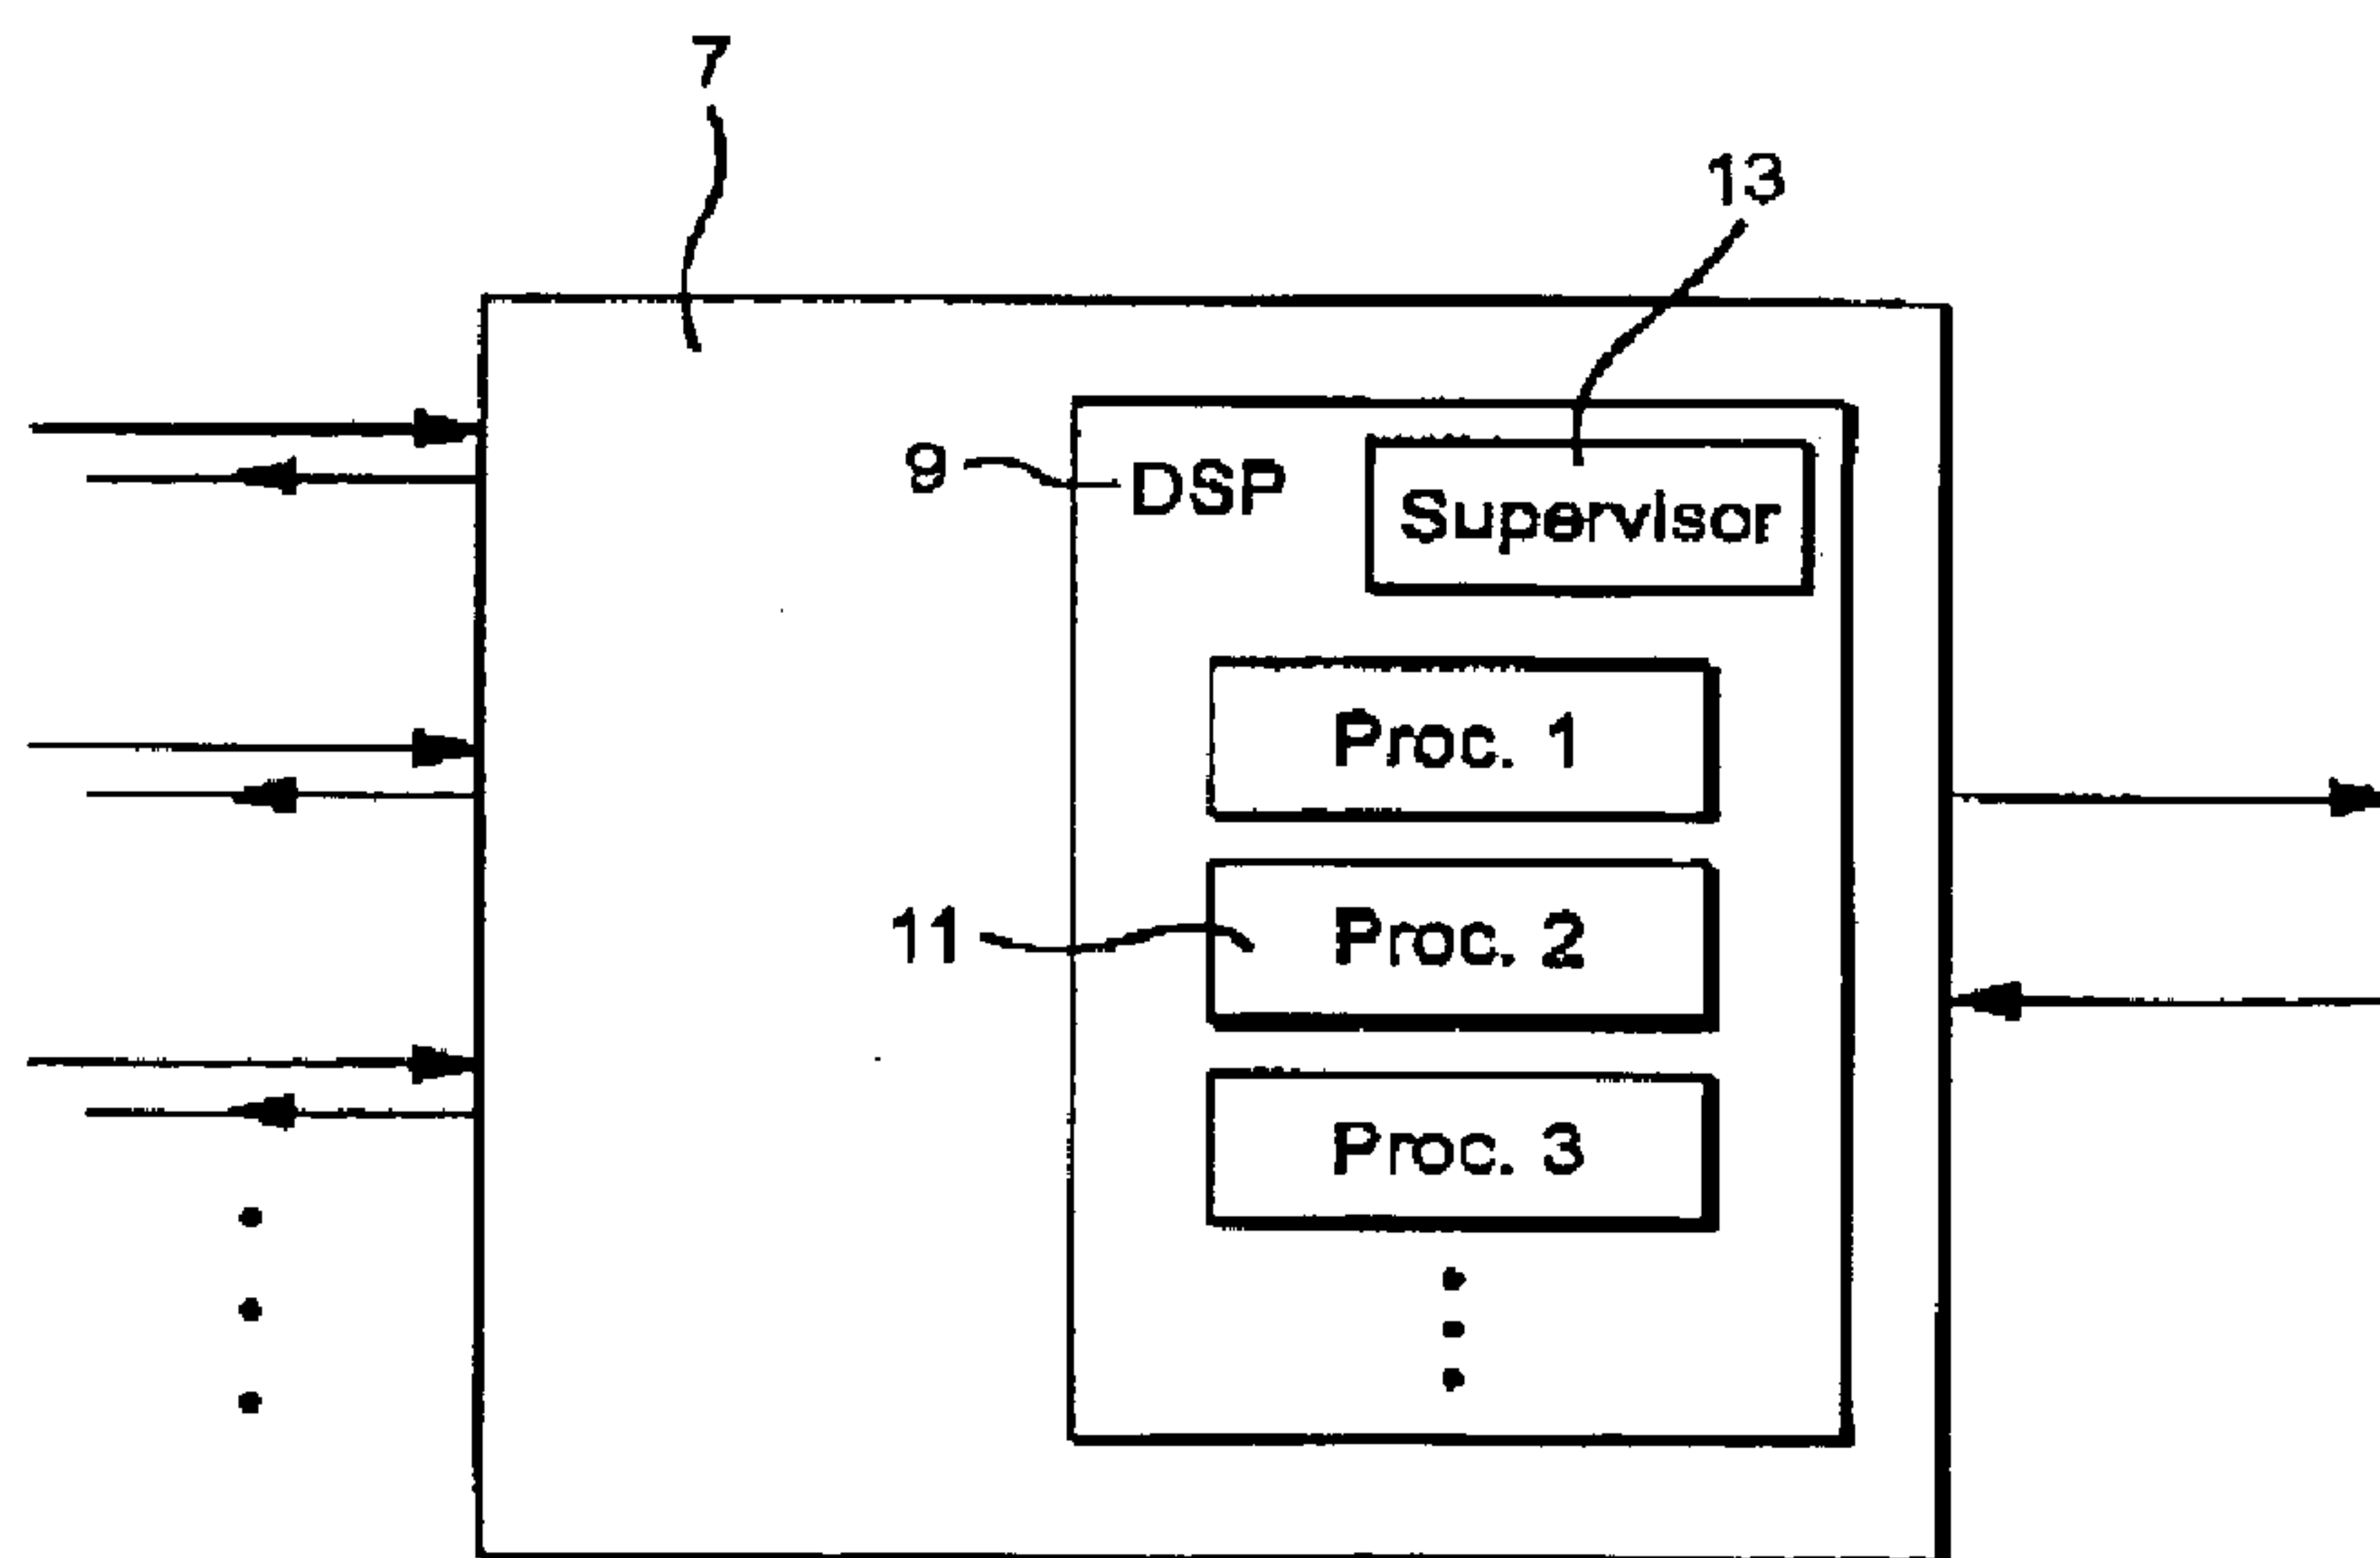 7
13
9
DSP
Supervisor
Proc. 1
11
Proc. 2
Proc. 3